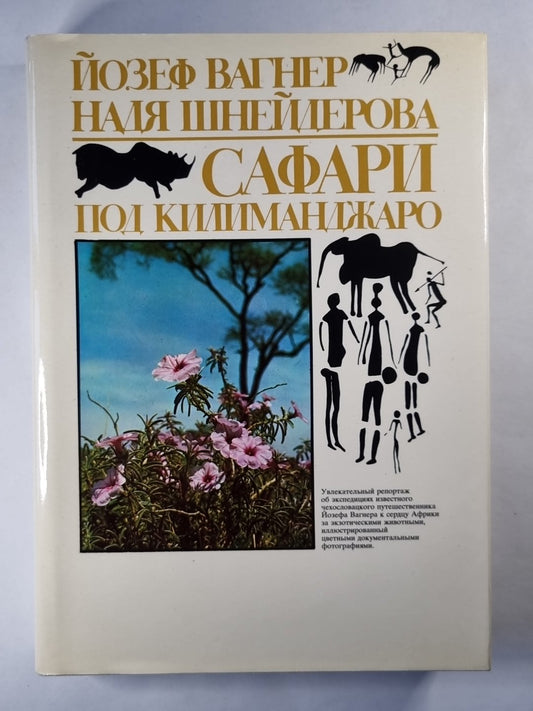 ЙОЗЕФ ВАГНЕР
НАДЯ ШНЕЙДЕРОВА
САФАРИ
ПОД КИЛИМАНДЖАРО
Увлекательный репортаж
об экспедициях известного
чехословацкого путешественника
Йозефа Вагнера к сердцу Африки
за экзотическими животными,
иллюстрированный
цветными документальными
фотографиями.